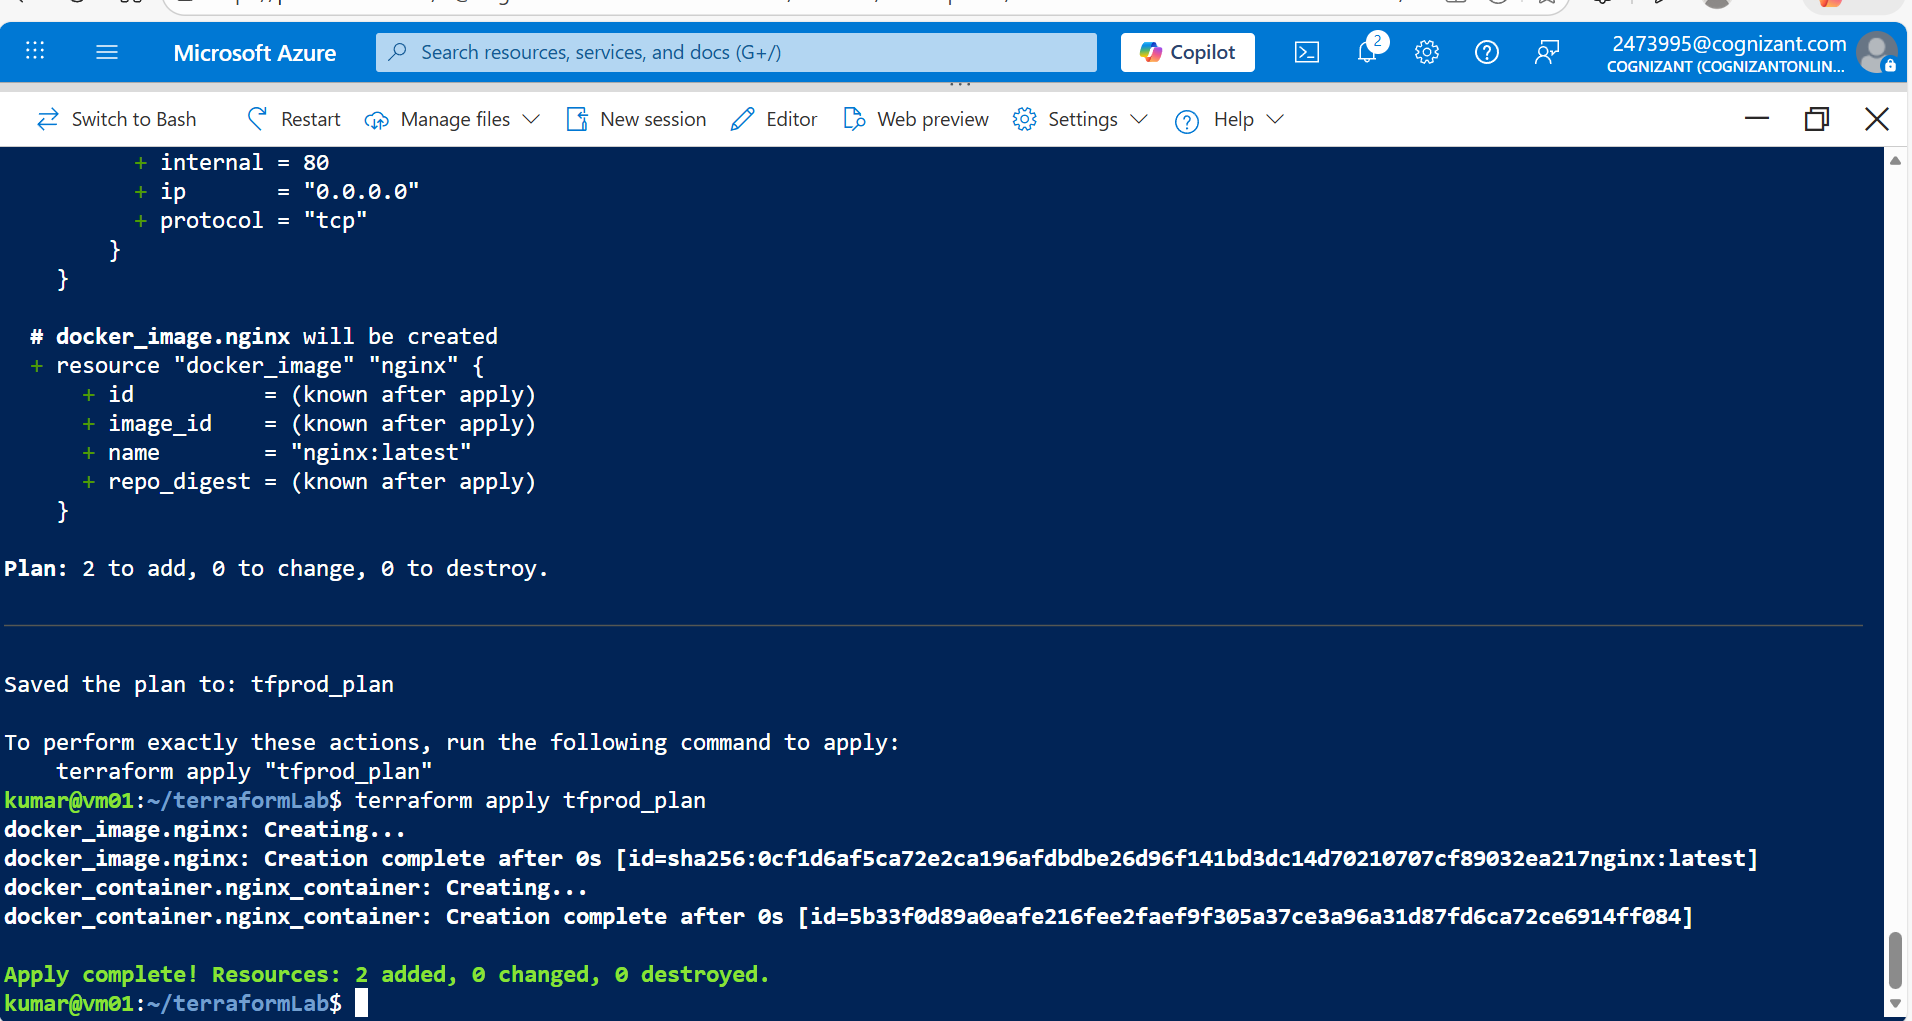 Microsoft Azure
Search resources, services, and docs (G+/)
Copilot
2
2473995@cognizant.com
COGNIZANT (COGNIZANTONLIN...
Switch to Bash
Restart
Manage files
New session
Editor
Web preview
Settings
Help
+ internal = 80
+ ip       = "0.0.0.0"
+ protocol = "tcp"
}
}
# docker_image.nginx will be created
+ resource "docker_image" "nginx" {
+ id          = (known after apply)
+ image_id    = (known after apply)
+ name        = "nginx:latest"
+ repo_digest = (known after apply)
}
Plan: 2 to add, 0 to change, 0 to destroy.
Saved the plan to: tfprod_plan
To perform exactly these actions, run the following command to apply:
terraform apply "tfprod_plan"
kumar@vm01:~/terraformLab$ terraform apply tfprod_plan
docker_image.nginx: Creating...
docker_image.nginx: Creation complete after 0s [id=sha256:0cf1d6af5ca72e2ca196afdbdbe26d96f141bd3dc14d70210707cf89032ea217nginx:latest]
docker_container.nginx_container: Creating...
docker_container.nginx_container: Creation complete after 0s [id=5b33f0d89a0eafe216fee2faef9f305a37ce3a96a31d87fd6ca72ce6914ff084]
Apply complete! Resources: 2 added, 0 changed, 0 destroyed.
kumar@vm01:~/terraformLab$